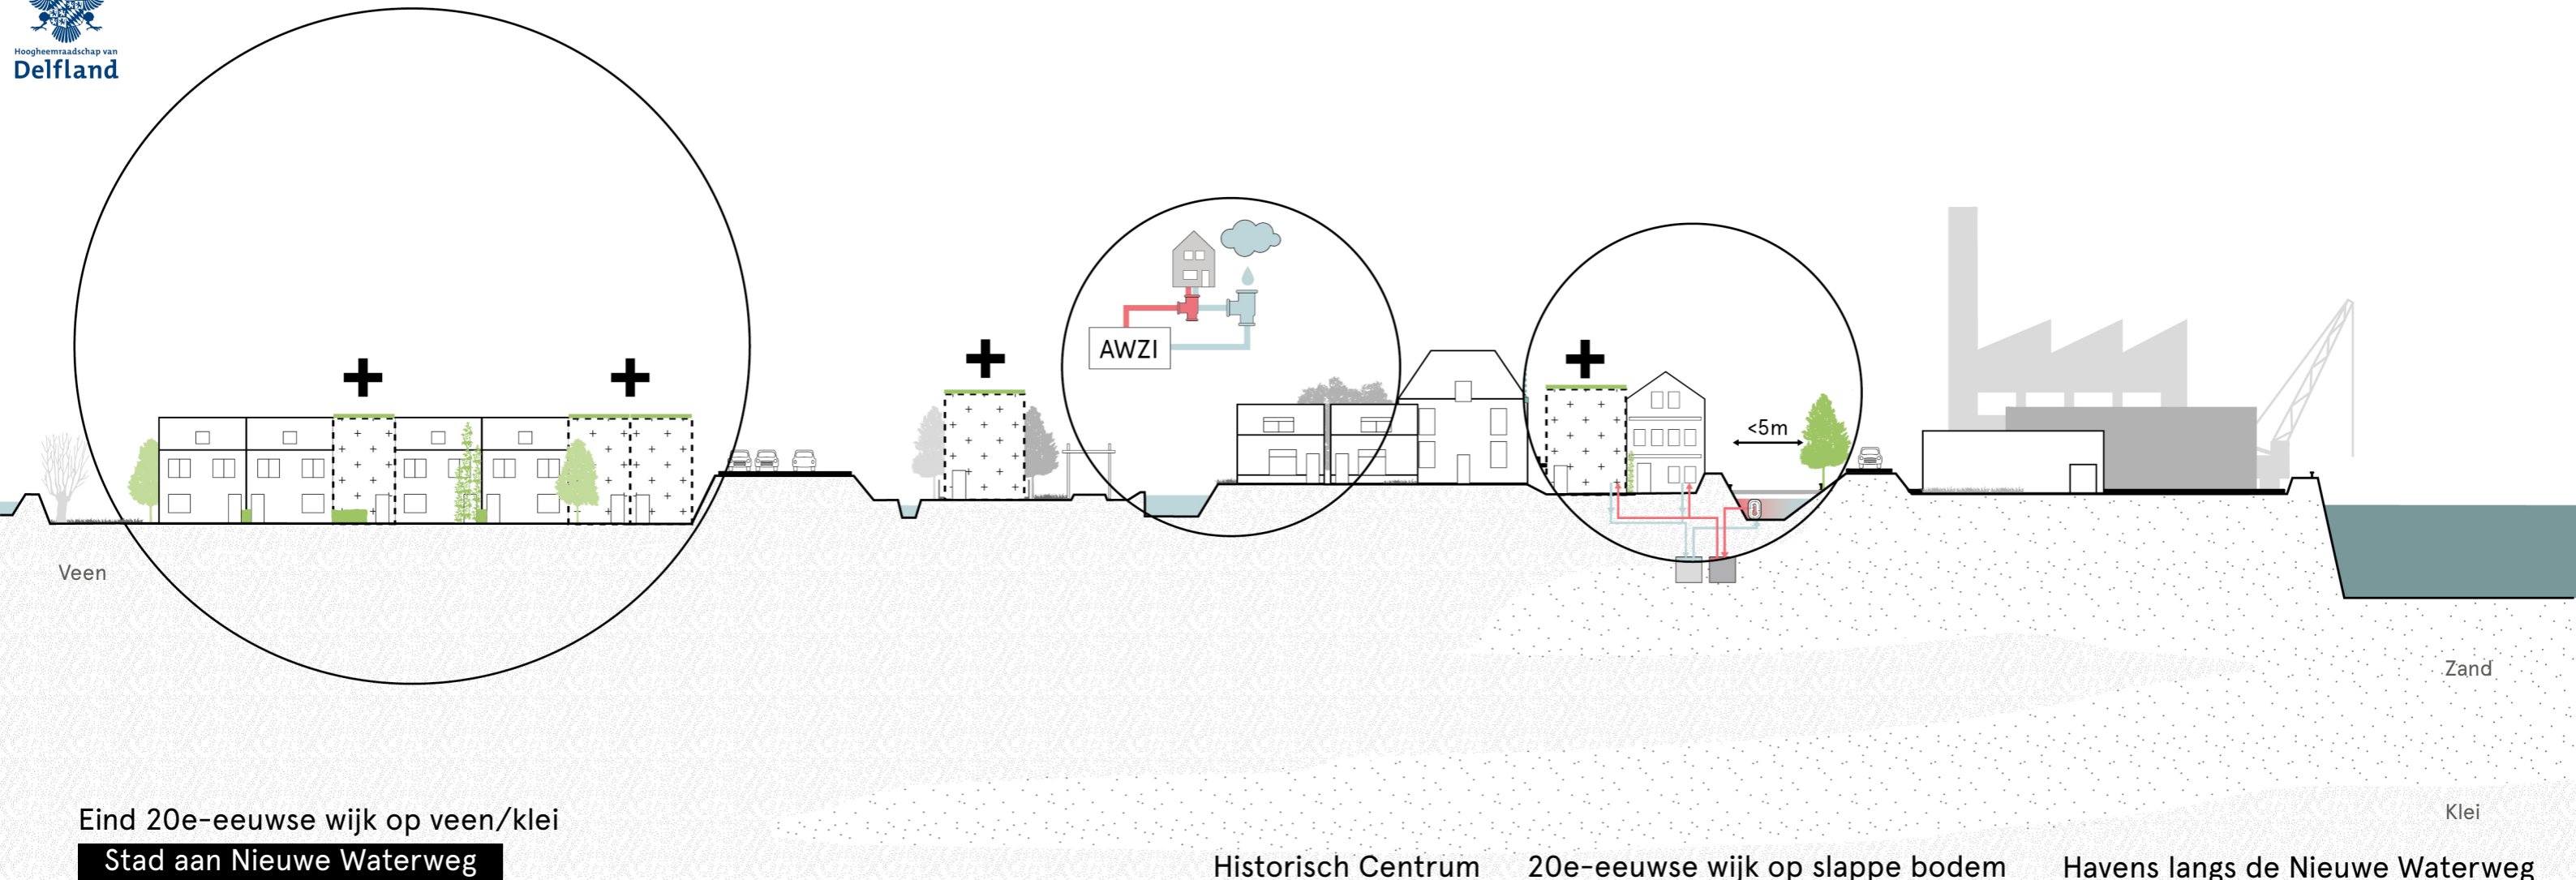 Hoogheemraadschap van
Delfland
AWZI
<5m
Veen
Zand
Klei
Eind 20e-eeuwse wijk op veen/klei
Stad aan Nieuwe Waterweg
Historisch Centrum
20e-eeuwse wijk op slappe bodem
Havens langs de Nieuwe Waterweg